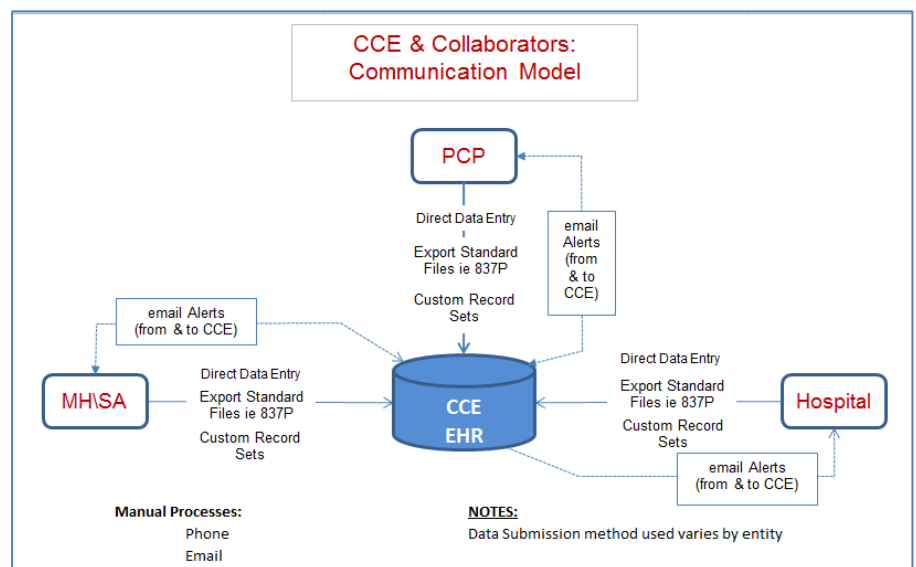 CCE & Collaborators:
Communication Model
PCP
Direct Data Entry
Export Standard
Files ie 837P
Custom Record
Sets
email
Alerts
(from
& to
CCE)
email Alerts
(from & to CCE)
MH\SA
Direct Data Entry
Export Standard
Files ie 837P
Custom Record
Sets
CCE
EHR
Direct Data Entry
Export Standard
Files ie 837P
Custom Record
Sets
Hospital
email Alerts
(from & to CCE)
Manual Processes:
Phone
Email
NOTES:
Data Submission method used varies by entity